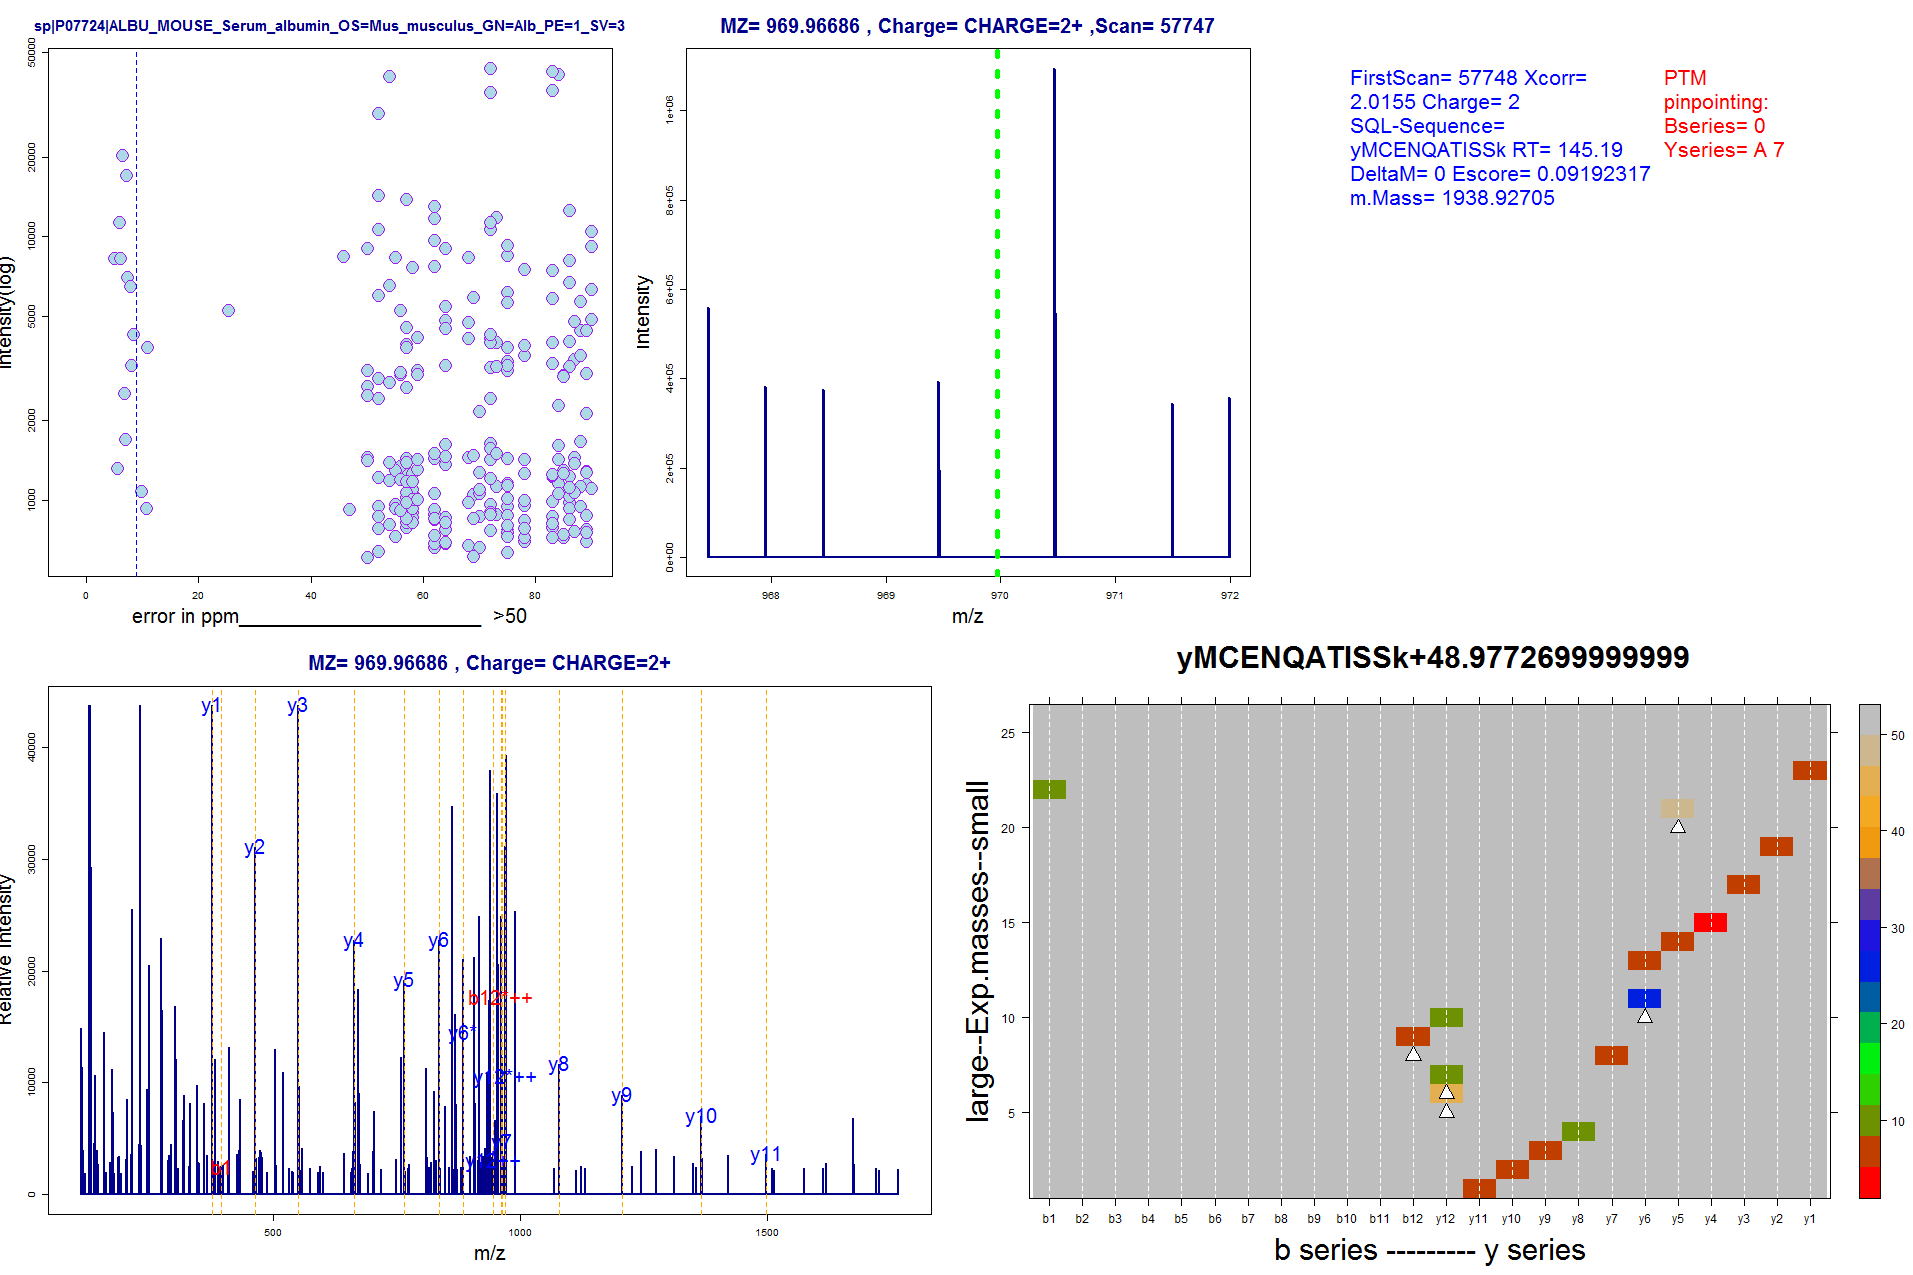 sp|P07724|ALBU_MOUSE_Serum_albumin_OS=Mus_musculus_GN=Alb_PE=1_SV=3
Intensity(log)
50000
20000
10000
5000
2000
1000
0 20 40 60 80
error in ppm_______________________ >50
MZ= 969.96686 , Charge= CHARGE=2+ ,Scan= 57747
Intensity
1e+06
8e+05
6e+05
4e+05
2e+05
0e+00
968 969 970 971 972
m/z
FirstScan= 57748 Xcorr=
2.0155 Charge= 2
SQL-Sequence=
yMCENQATISSk RT= 145.19
DeltaM= 0 Escore= 0.09192317
m.Mass= 1938.92705
PTM
pinpointing:
Bseries= 0
Yseries= A 7
MZ= 969.96686 , Charge= CHARGE=2+
Relative Intensity
40000
30000
20000
10000
0
y1
y3
y2
y4
y6
y5
b12*++
y6*
y8
y12*++
y9
y10
y7
y11
y12++
b1
500 1000 1500
m/z
yMCENQATISSk+48.9772699999999
large--Exp.masses--small
25
20
15
10
5
b1 b2 b3 b4 b5 b6 b7 b8 b9 b10 b11 b12 y12 y11 y10 y9 y8 y7 y6 y5 y4 y3 y2 y1
b series --------- y series
50
40
30
20
10